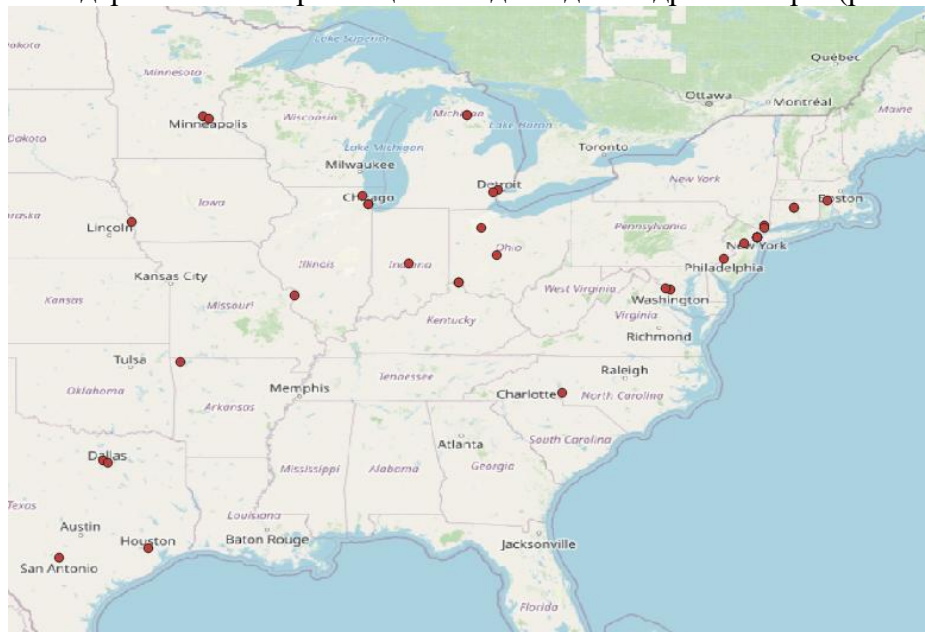 Lake Superior
akota
Québec
Minnesota
Ottawa
Montréal
Maine
Michigan
Wisconsin
Minneapolis
Lake Huron
Dakota
Toronto
Lake Michigan
Milwaukee
New York
Detroit
Chicago
Boston
Iowa
raska
Lincoln
Pennsylvania
New York
Ohio
Illinois
Indiana
Philadelphia
Kansas City
West Virginia
Kansas
Missouri
Washington
Virginia
Kentucky
Richmond
Tulsa
Raleigh
Tennessee
Oklahoma
Memphis
Charlotte
North Carolina
Arkansas
Atlanta
South Carolina
Dallas
Mississippi
Alabama
Georgia
Texas
Louisiana
Austin
Houston
Baton Rouge
Jacksonville
San Antonio
Florida